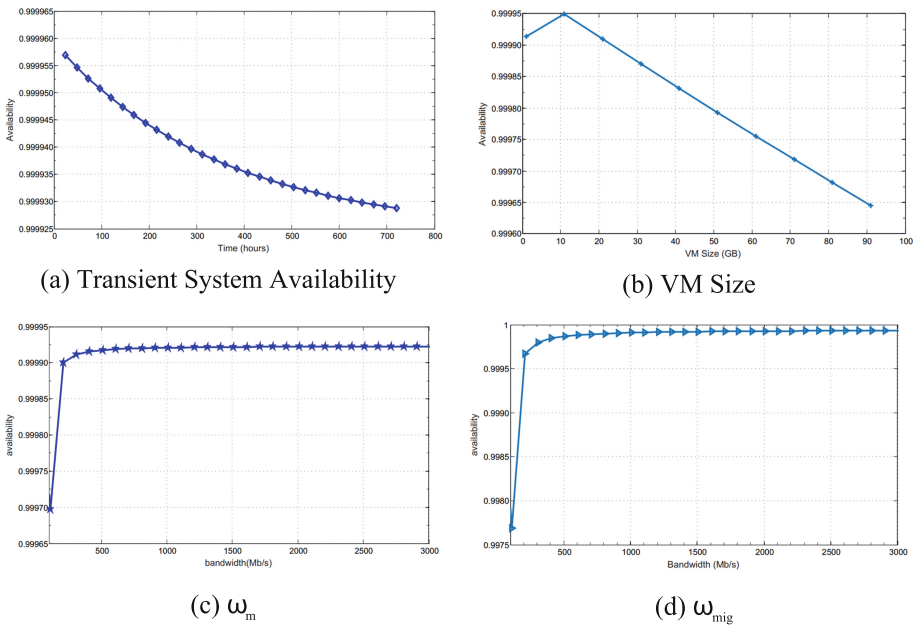 0.999965
0.999960
0.999955
0.999950
0.999945
0.999940
0.999935
0.999930
0.999925
Availability
0 100 200 300 400 500 600 700 800
Time (hours)
(a) Transient System Availability
0.99995
0.99990
0.99985
0.99980
0.99975
0.99970
0.99965
0.99960
Availability
0 10 20 30 40 50 60 70 80 90 100
VM Size (GB)
(b) VM Size
0.99995
0.99990
0.99985
0.99980
0.99975
0.99970
0.99965
availability
500 1000 1500 2000 2500 3000
bandwidth(Mb/s)
(c) ωm
1
0.9995
0.9990
0.9985
0.9980
0.9975
availability
500 1000 1500 2000 2500 3000
Bandwidth (Mb/s)
(d) ωmig